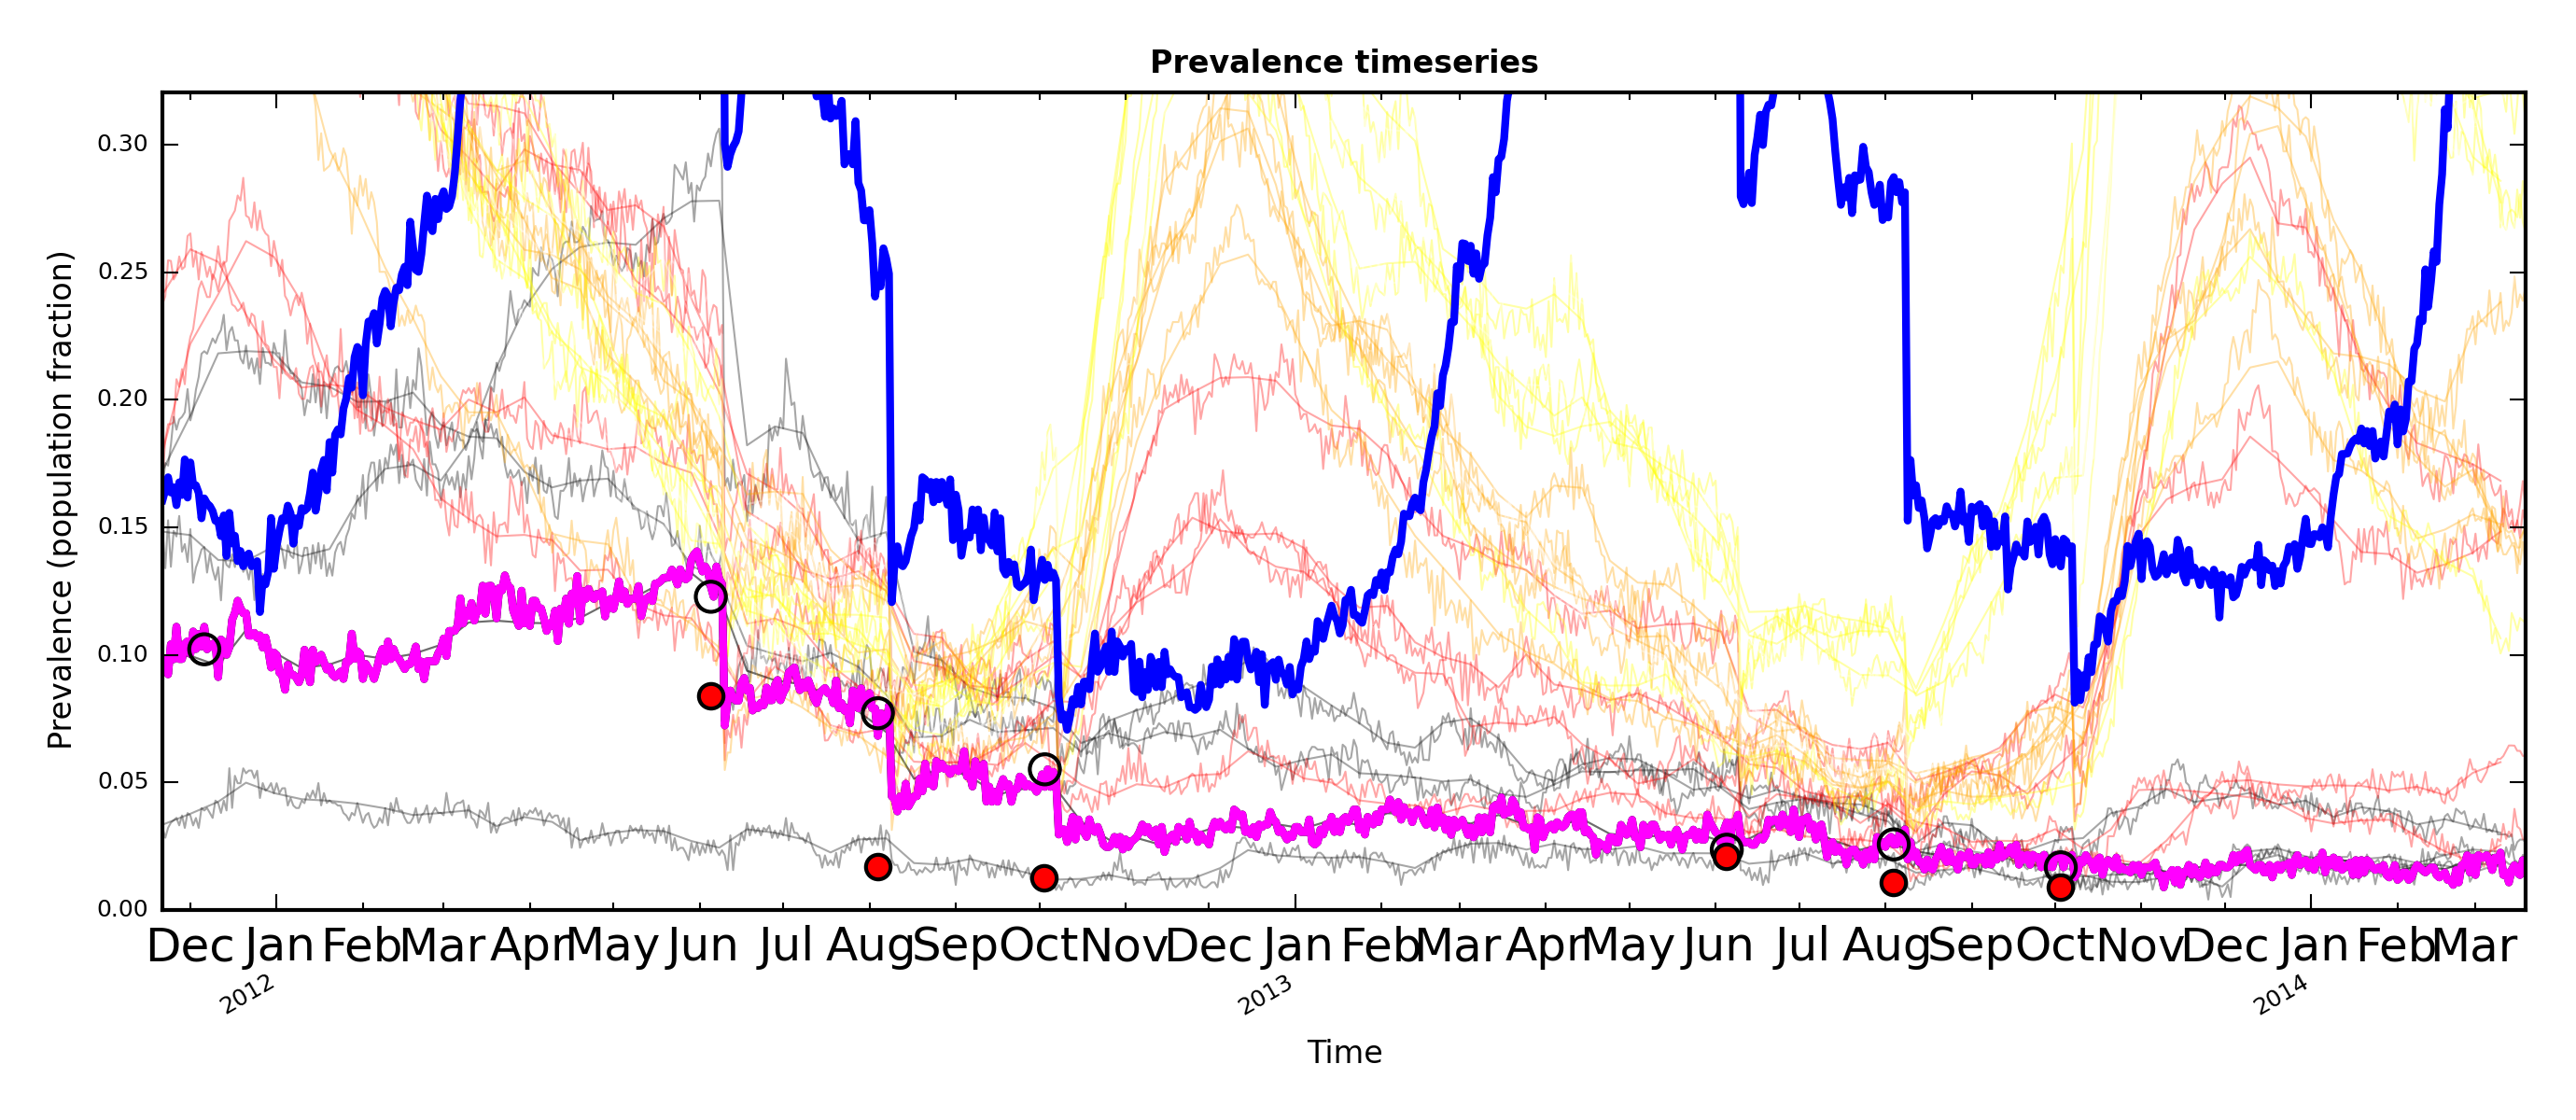 Prevalence timeseries
Prevalence (population fraction)
0.30
0.25
0.20
0.15
0.10
0.05
0.00
Dec Jan Feb Mar Apr May Jun Jul Aug Sep Oct Nov Dec Jan Feb Mar Apr May Jun Jul Aug Sep Oct Nov Dec Jan Feb Mar
2012 2013 2014
Time